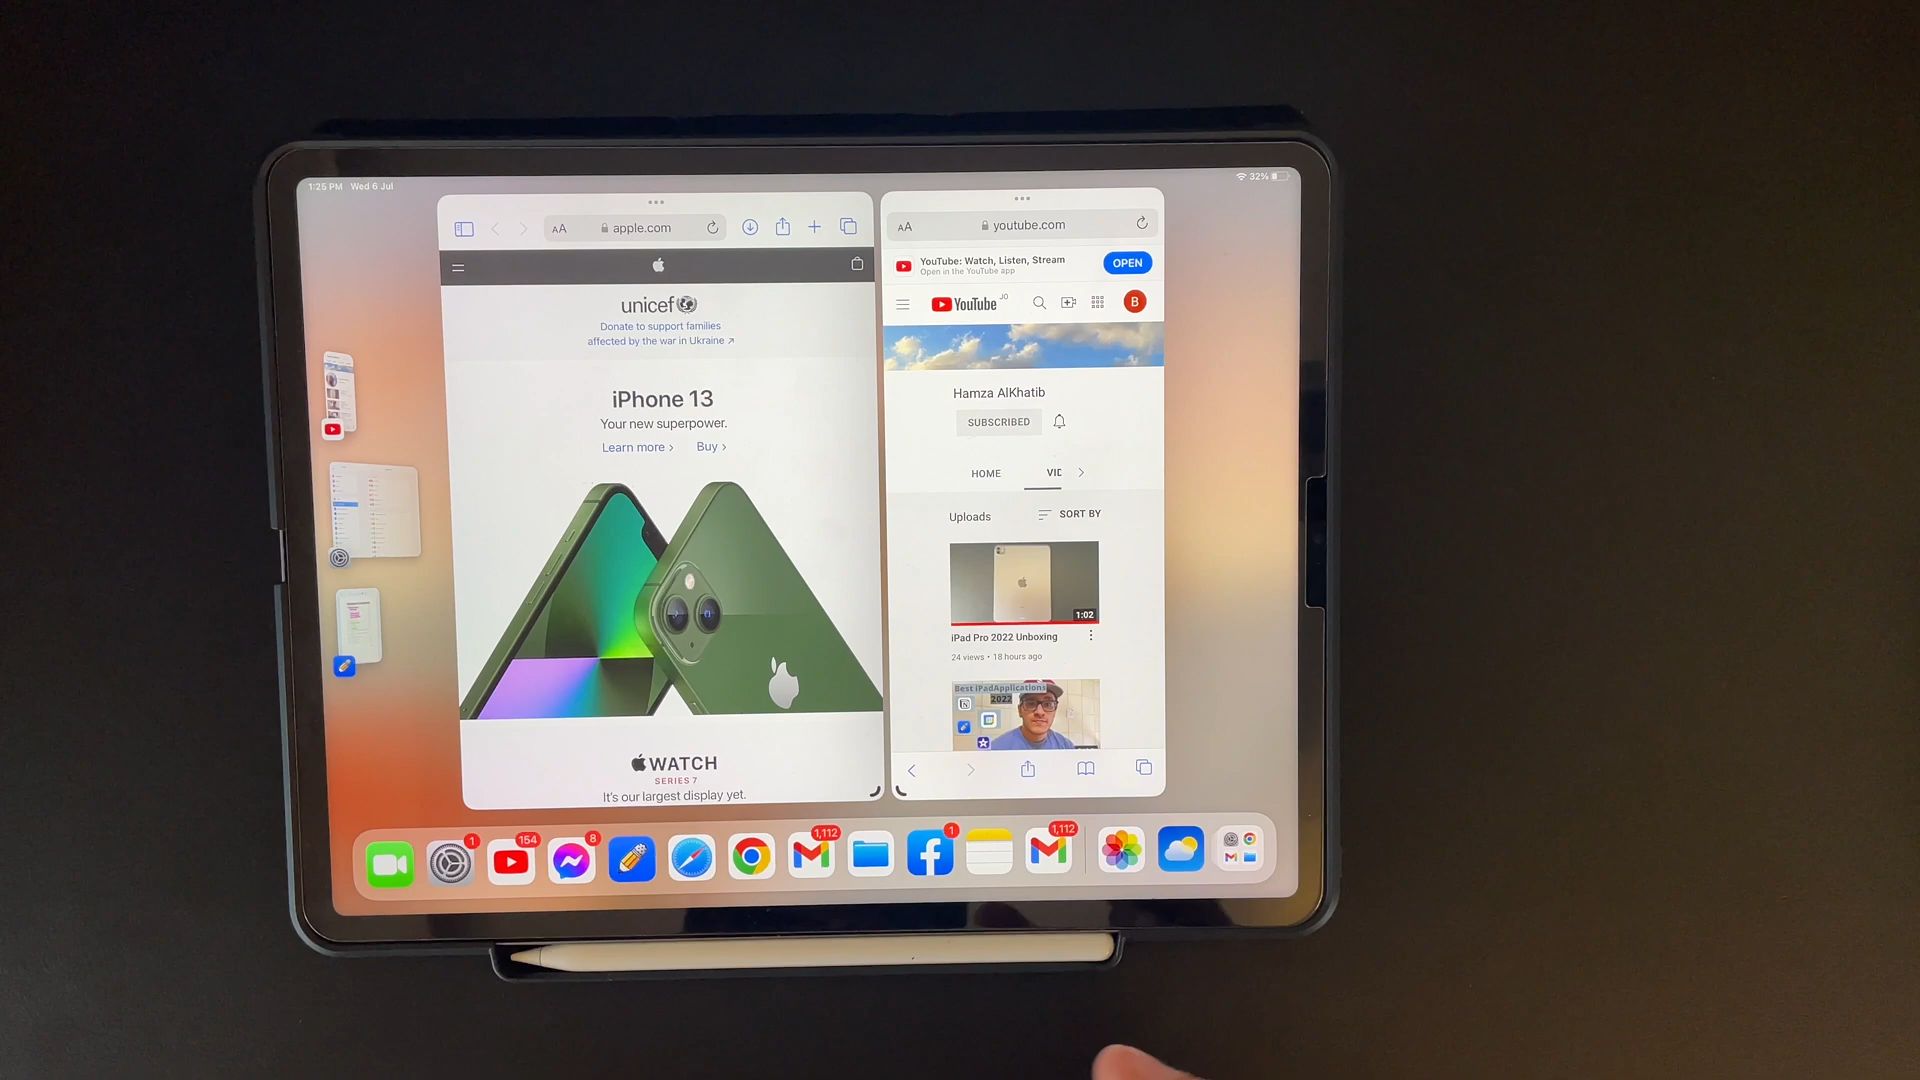 1:25 PM Wed 6 Jul
32%
AA
apple.com
unicef
Donate to support families
affected by the war in Ukraine ↗
iPhone 13
Your new superpower.
Learn more >
Buy >
WATCH
SERIES 7
It's our largest display yet.
AA
youtube.com
YouTube: Watch, Listen, Stream
Open in the YouTube app
OPEN
YouTube JO
B
Hamza AlKhatib
SUBSCRIBED
HOME
VID
Uploads
SORT BY
1:02
iPad Pro 2022 Unboxing
24 views • 18 hours ago
Best iPadApplications
2022
1
154
8
1,112
1
1,112